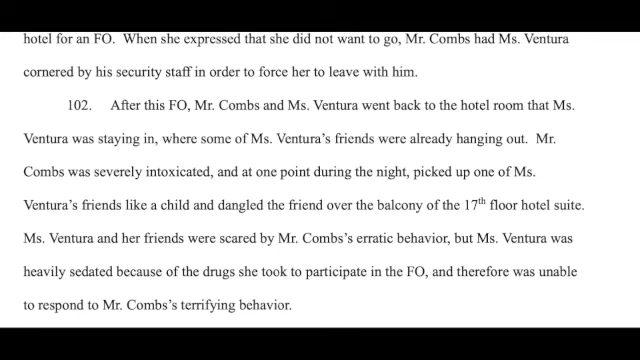 hotel for an FO. When she expressed that she did not want to go, Mr. Combs had Ms. Ventura
cornered by his security staff in order to force her to leave with him.
102. After this FO, Mr. Combs and Ms. Ventura went back to the hotel room that Ms.
Ventura was staying in, where some of Ms. Ventura's friends were already hanging out. Mr.
Combs was severely intoxicated, and at one point during the night, picked up one of Ms.
Ventura's friends like a child and dangled the friend over the balcony of the 17th floor hotel suite.
Ms. Ventura and her friends were scared by Mr. Combs's erratic behavior, but Ms. Ventura was
heavily sedated because of the drugs she took to participate in the FO, and therefore was unable
to respond to Mr. Combs's terrifying behavior.